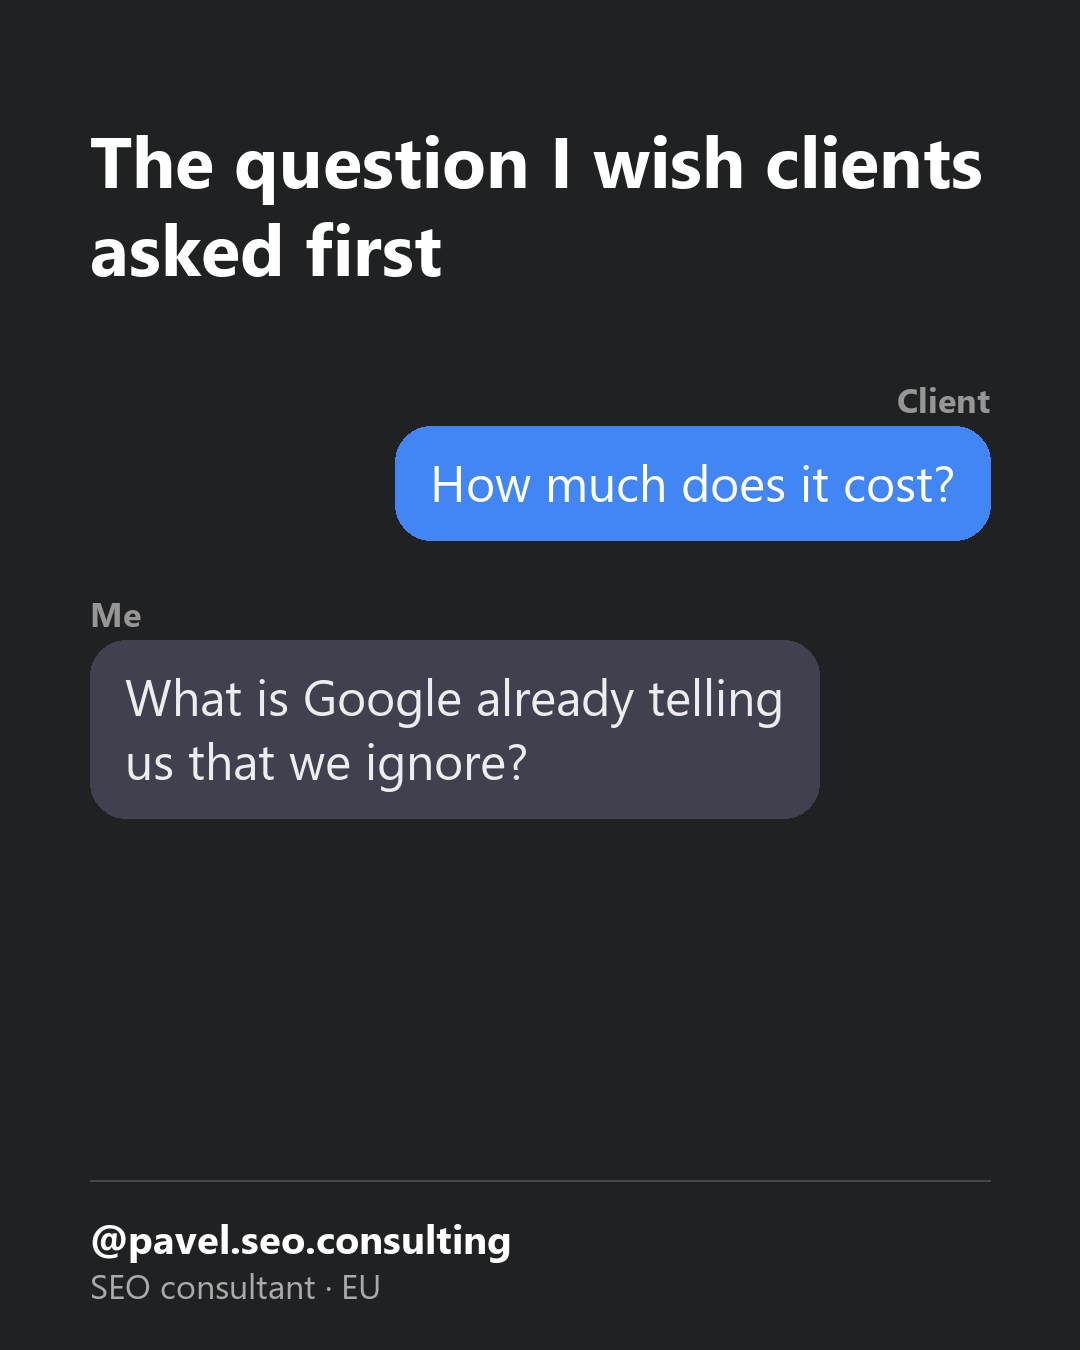 The question I wish clients
asked first
Client
How much does it cost?
Me
What is Google already telling
us that we ignore?
@pavel.seo.consulting
SEO consultant · EU